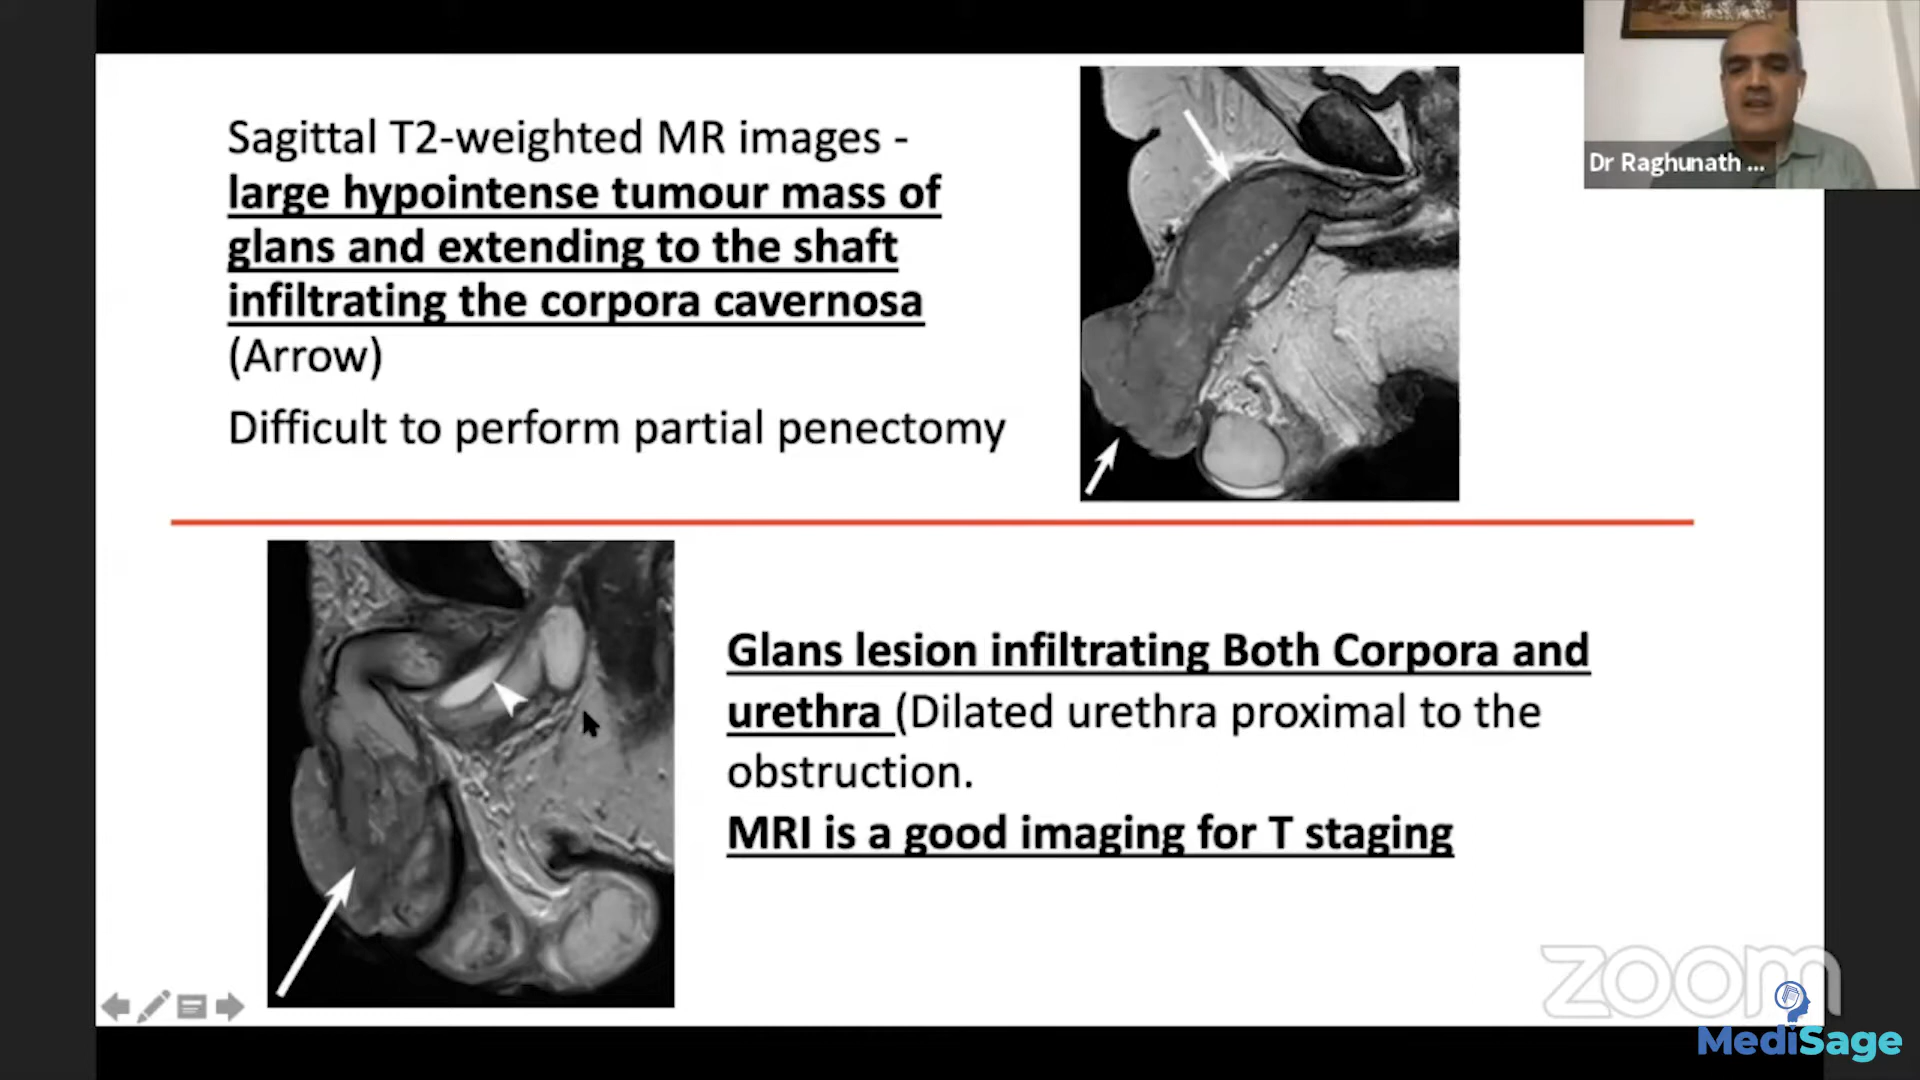 Sagittal T2-weighted MR images -
large hypointense tumour mass of
glans and extending to the shaft
infiltrating the corpora cavernosa
(Arrow)
Difficult to perform partial penectomy
Dr Raghunath ...
Glans lesion infiltrating Both Corpora and
urethra (Dilated urethra proximal to the
obstruction.
MRI is a good imaging for T staging
zoom
MediSage